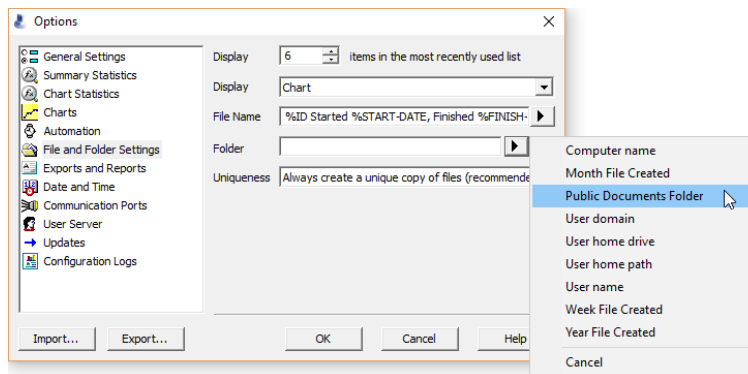 Options
General Settings
Summary Statistics
Chart Statistics
Charts
Automation
File and Folder Settings
Exports and Reports
Date and Time
Communication Ports
User Server
Updates
Configuration Logs
Display 6 items in the most recently used list
Display Chart
File Name %ID Started %START-DATE, Finished %FINISH-
Folder
Uniqueness Always create a unique copy of files (recommende
Import... Export... OK Cancel Help
Computer name
Month File Created
Public Documents Folder
User domain
User home drive
User home path
User name
Week File Created
Year File Created
Cancel